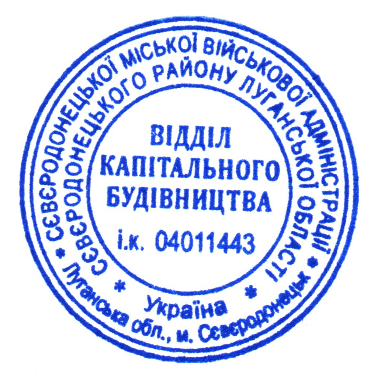 * СЄВЄРОДОНЕЦЬКОЇ МІСЬКОЇ ВІЙСЬКОВОЇ АДМІНІСТРАЦІЇ *
СЄВЄРОДОНЕЦЬКОГО РАЙОНУ ЛУГАНСЬКОЇ ОБЛАСТІ
ВІДДІЛ
КАПІТАЛЬНОГО
БУДІВНИЦТВА
і.к. 04011443
* Україна *
Луганська обл., м. Сєвєродонецьк